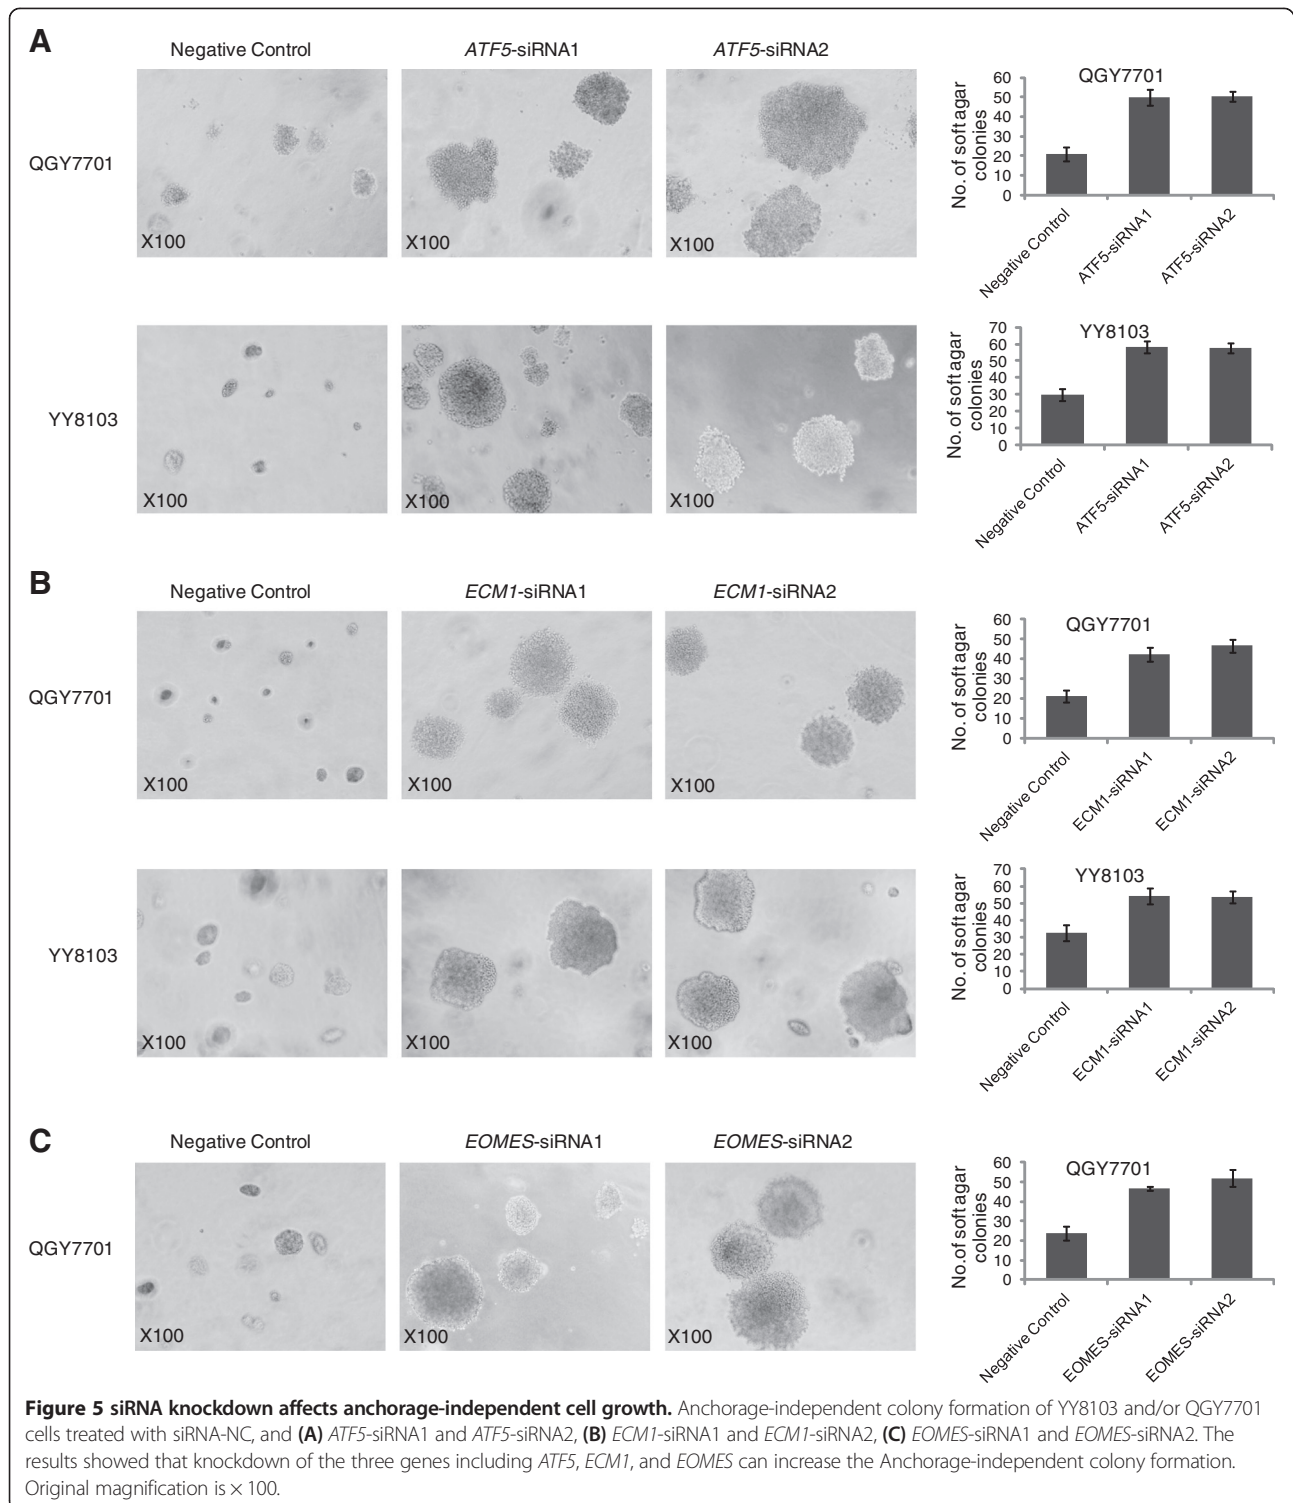 A
Negative Control
ATF5-siRNA1
ATF5-siRNA2
QGY7701
X100
X100
X100
QGY7701
No. of soft agar
colonies
60
50
40
30
20
10
0
Negative Control
ATF5-siRNA1
ATF5-siRNA2
YY8103
X100
X100
X100
YY8103
No. of soft agar
colonies
70
60
50
40
30
20
10
0
Negative Control
ATF5-siRNA1
ATF5-siRNA2
B
Negative Control
ECM1-siRNA1
ECM1-siRNA2
QGY7701
X100
X100
X100
QGY7701
No. of soft agar
colonies
60
50
40
30
20
10
0
Negative Control
ECM1-siRNA1
ECM1-siRNA2
YY8103
X100
X100
X100
YY8103
No. of soft agar
colonies
70
60
50
40
30
20
10
0
Negative Control
ECM1-siRNA1
ECM1-siRNA2
C
Negative Control
EOMES-siRNA1
EOMES-siRNA2
QGY7701
X100
X100
X100
QGY7701
No.of soft agar
colonies
60
50
40
30
20
10
0
Negative Control
EOMES-siRNA1
EOMES-siRNA2
Figure 5 siRNA knockdown affects anchorage-independent cell growth. Anchorage-independent colony formation of YY8103 and/or QGY7701
cells treated with siRNA-NC, and (A) ATF5-siRNA1 and ATF5-siRNA2, (B) ECM1-siRNA1 and ECM1-siRNA2, (C) EOMES-siRNA1 and EOMES-siRNA2. The
results showed that knockdown of the three genes including ATF5, ECM1, and EOMES can increase the Anchorage-independent colony formation.
Original magnification is × 100.